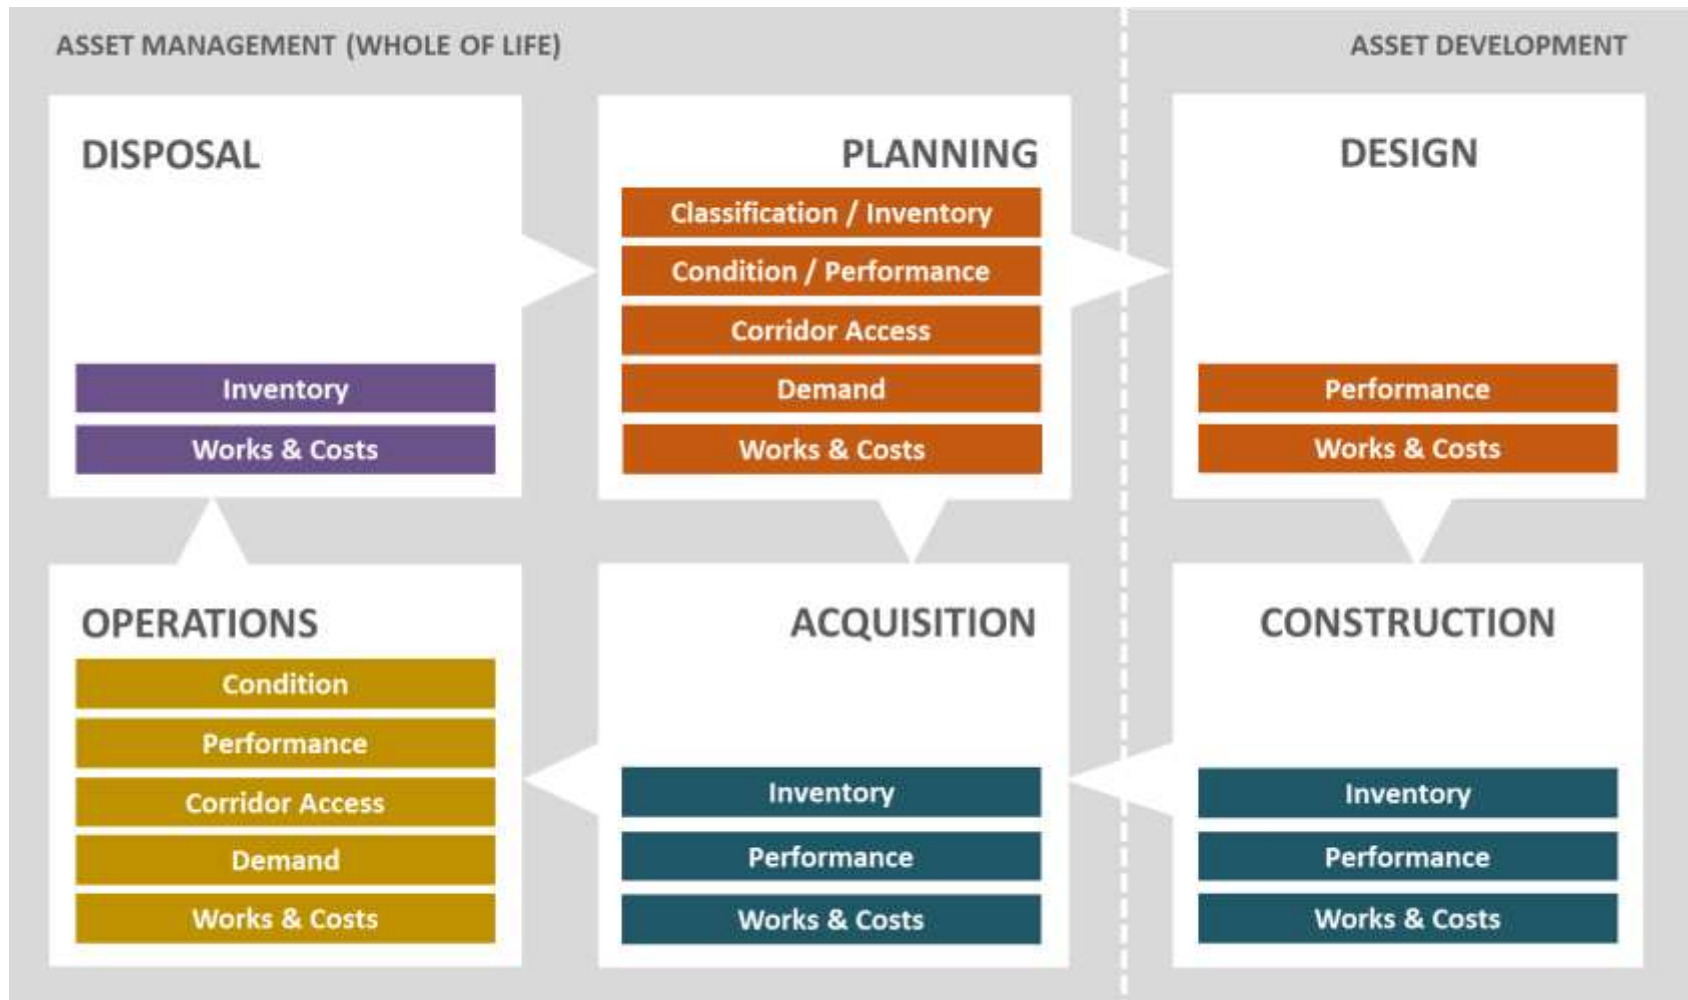 ASSET MANAGEMENT (WHOLE OF LIFE)
ASSET DEVELOPMENT
DISPOSAL
Inventory
Works & Costs
PLANNING
Classification / Inventory
Condition / Performance
Corridor Access
Demand
Works & Costs
DESIGN
Performance
Works & Costs
OPERATIONS
Condition
Performance
Corridor Access
Demand
Works & Costs
ACQUISITION
Inventory
Performance
Works & Costs
CONSTRUCTION
Inventory
Performance
Works & Costs